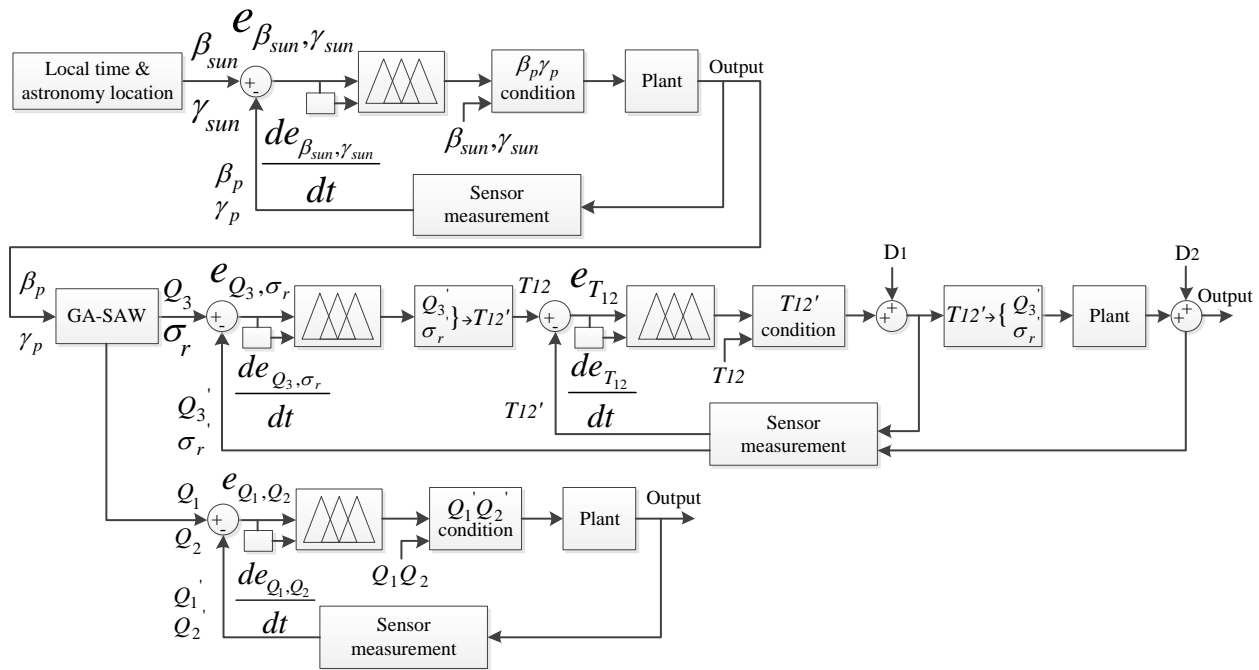 Local time &
astronomy location
β_sun
γ_sun
+
-
e_{β_sun, γ_sun}
de_{β_sun, γ_sun}
dt
β_p γ_p
condition
β_sun, γ_sun
Plant
Output
β_p
γ_p
Sensor
measurement
β_p
γ_p
GA-SAW
Q_3
σ_r
+
-
e_{Q_3, σ_r}
de_{Q_3, σ_r}
dt
Q_3'
σ_r' } → T12'
T12
+
-
e_{T_12}
de_{T_12}
dt
T12'
condition
T12
D1
+
+
T12' → { Q_3'
σ_r'
Plant
D2
+
+
Output
Q_3'
σ_r'
T12'
Sensor
measurement
Q_1
Q_2
+
-
e_{Q_1, Q_2}
de_{Q_1, Q_2}
dt
Q_1' Q_2'
condition
Q_1 Q_2
Plant
Output
Q_1'
Q_2'
Sensor
measurement